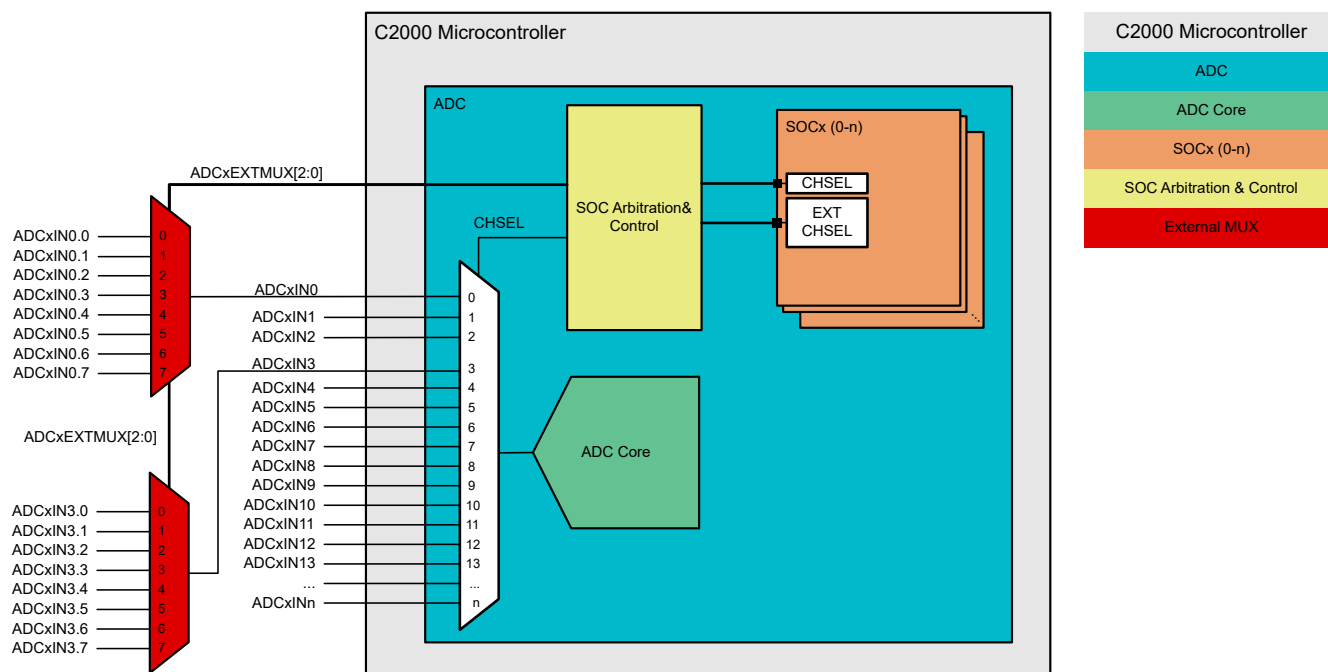 C2000 Microcontroller
ADC
SOCx (0-n)
CHSEL
EXT
CHSEL
SOC Arbitration&
Control
ADCxEXTMUX[2:0]
CHSEL
ADCxIN0.0
ADCxIN0.1
ADCxIN0.2
ADCxIN0.3
ADCxIN0.4
ADCxIN0.5
ADCxIN0.6
ADCxIN0.7
0
1
2
3
4
5
6
7
ADCxEXTMUX[2:0]
ADCxIN3.0
ADCxIN3.1
ADCxIN3.2
ADCxIN3.3
ADCxIN3.4
ADCxIN3.5
ADCxIN3.6
ADCxIN3.7
0
1
2
3
4
5
6
7
ADCxIN0
ADCxIN1
ADCxIN2
ADCxIN3
ADCxIN4
ADCxIN5
ADCxIN6
ADCxIN7
ADCxIN8
ADCxIN9
ADCxIN10
ADCxIN11
ADCxIN12
ADCxIN13
...
ADCxINn
0
1
2
3
4
5
6
7
8
9
10
11
12
13
...
n
ADC Core
C2000 Microcontroller
ADC
ADC Core
SOCx (0-n)
SOC Arbitration & Control
External MUX